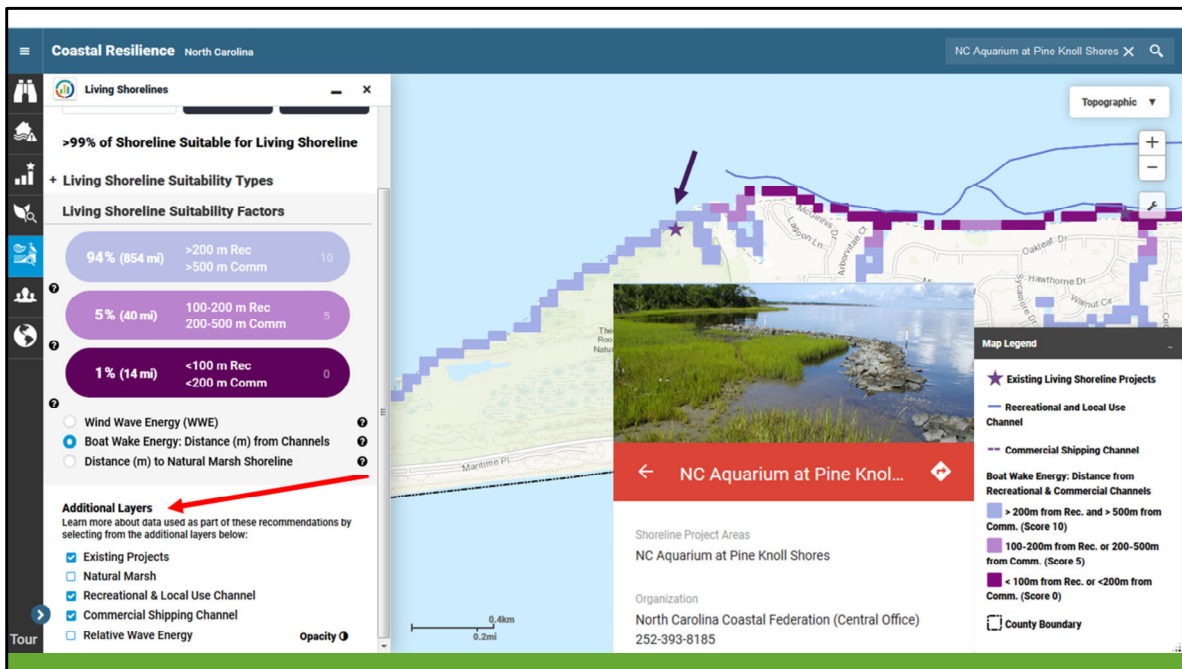 Coastal Resilience North Carolina
NC Aquarium at Pine Knoll Shores
Living Shorelines
>99% of Shoreline Suitable for Living Shoreline
+ Living Shoreline Suitability Types
Living Shoreline Suitability Factors
94% (854 mi)
>200 m Rec
>500 m Comm
10
5% (40 mi)
100-200 m Rec
200-500 m Comm
5
1% (14 mi)
<100 m Rec
<200 m Comm
0
Wind Wave Energy (WWE)
Boat Wake Energy: Distance (m) from Channels
Distance (m) to Natural Marsh Shoreline
Additional Layers
Learn more about data used as part of these recommendations by
selecting from the additional layers below:
Existing Projects
Natural Marsh
Recreational & Local Use Channel
Commercial Shipping Channel
Relative Wave Energy
Opacity
Tour
Topographic
McGinnis Dr
Lagoon Ln
Arborvitae Ct
Oakleaf Dr
Hawthorne Dr
Walnut Cir
Sycamore Dr
Maritime Pl
0.4km
0.2mi
NC Aquarium at Pine Knol...
Shoreline Project Areas
NC Aquarium at Pine Knoll Shores
Organization
North Carolina Coastal Federation (Central Office)
252-393-8185
Map Legend
Existing Living Shoreline Projects
Recreational and Local Use
Channel
Commercial Shipping Channel
Boat Wake Energy: Distance from
Recreational & Commercial Channels
> 200m from Rec. and > 500m from
Comm. (Score 10)
100-200m from Rec. or 200-500m
from Comm. (Score 5)
< 100m from Rec. or <200m from
Comm. (Score 0)
County Boundary